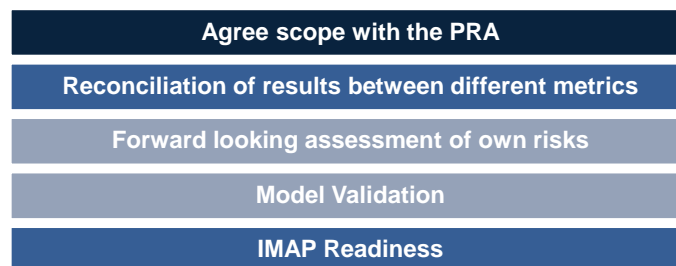 Agree scope with the PRA
Reconciliation of results between different metrics
Forward looking assessment of own risks
Model Validation
IMAP Readiness